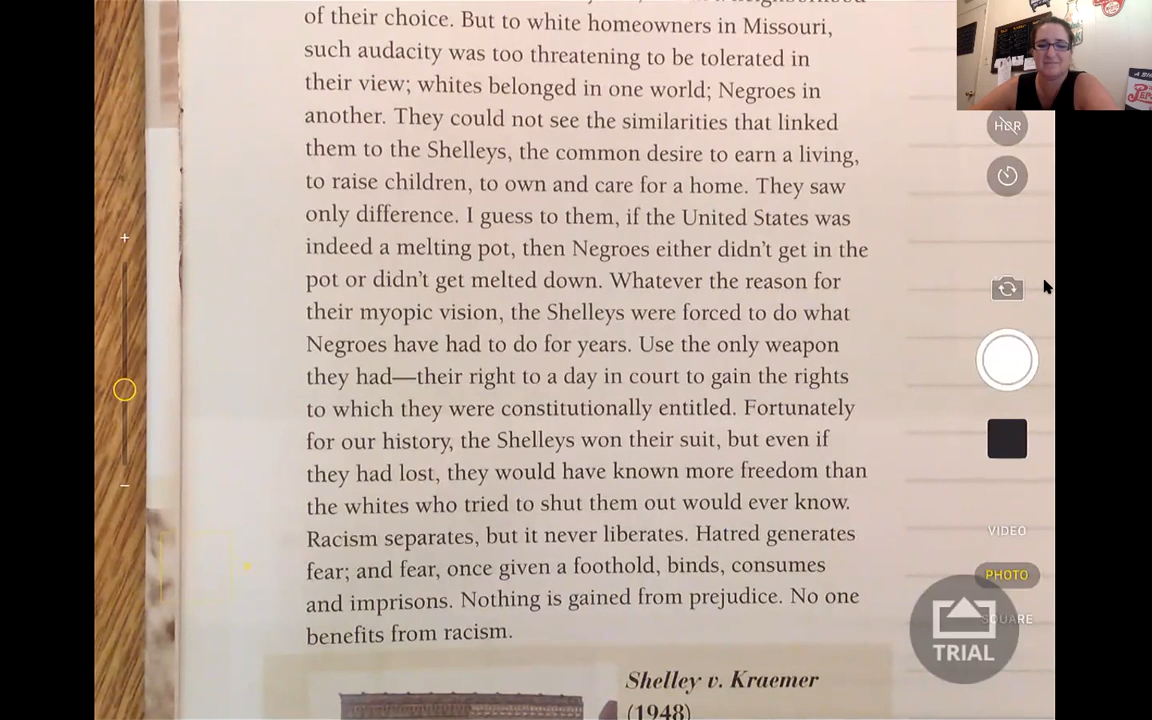 of their choice. But to white homeowners in Missouri,
such audacity was too threatening to be tolerated in
their view; whites belonged in one world; Negroes in
another. They could not see the similarities that linked
them to the Shelleys, the common desire to earn a living,
to raise children, to own and care for a home. They saw
only difference. I guess to them, if the United States was
indeed a melting pot, then Negroes either didn't get in the
pot or didn't get melted down. Whatever the reason for
their myopic vision, the Shelleys were forced to do what
Negroes have had to do for years. Use the only weapon
they had—their right to a day in court to gain the rights
to which they were constitutionally entitled. Fortunately
for our history, the Shelleys won their suit, but even if
they had lost, they would have known more freedom than
the whites who tried to shut them out would ever know.
Racism separates, but it never liberates. Hatred generates
fear; and fear, once given a foothold, binds, consumes
and imprisons. Nothing is gained from prejudice. No one
benefits from racism.
Shelley v. Kraemer
(1948)
HDR
VIDEO
PHOTO
SQUARE
TRIAL